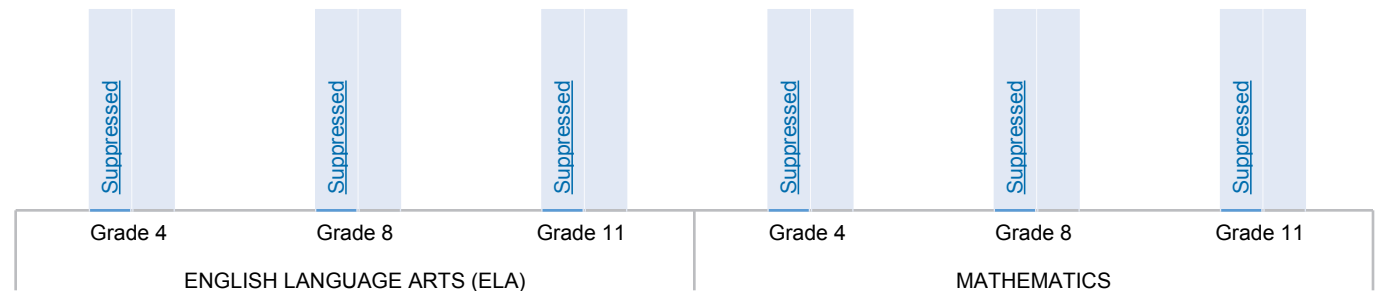 Suppressed Suppressed Suppressed Suppressed Suppressed Suppressed
Grade 4 Grade 8 Grade 11 Grade 4 Grade 8 Grade 11
ENGLISH LANGUAGE ARTS (ELA) MATHEMATICS